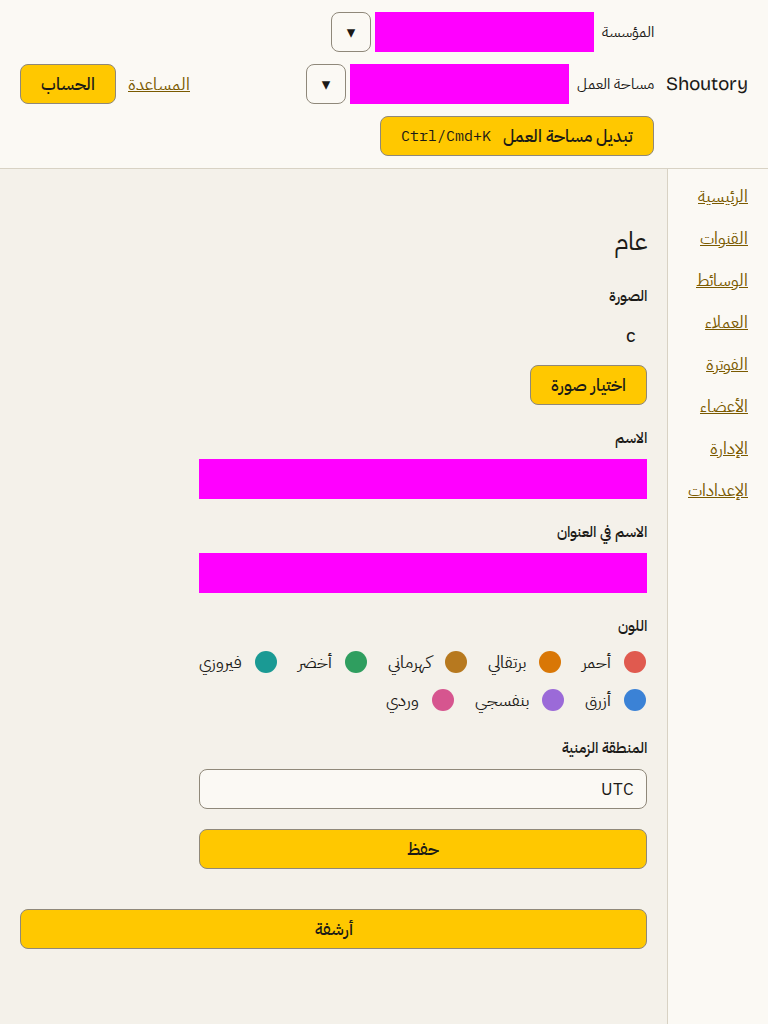 المؤسسة
▼
Shoutory
مساحة العمل
▼
المساعدة
الحساب
تبديل مساحة العمل Ctrl/Cmd+K
الرئيسية
القنوات
الوسائط
العملاء
الفوترة
الأعضاء
الإدارة
الإعدادات
عام
الصورة
C
اختيار صورة
الاسم
الاسم في العنوان
اللون
أحمر برتقالي كهرماني أخضر فيروزي
أزرق بنفسجي وردي
المنطقة الزمنية
UTC
حفظ
أرشفة